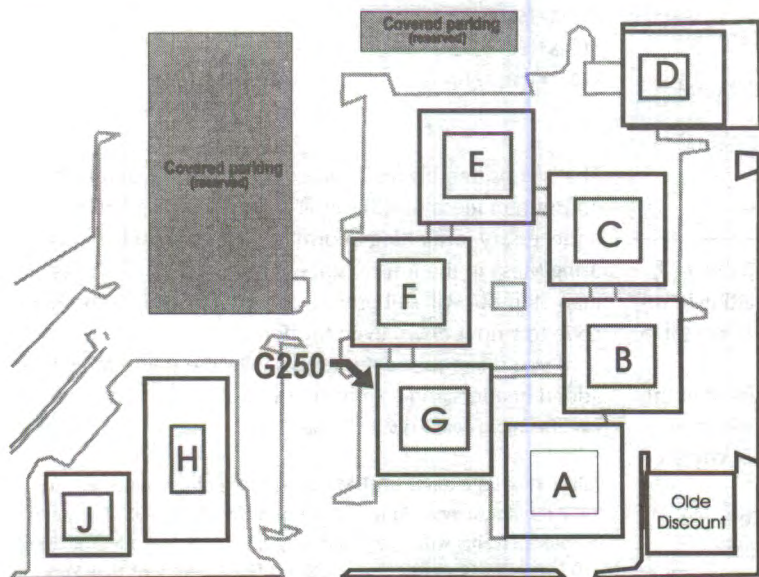 Covered parking
(reserved)
D
Covered parking
(reserved)
E
C
F
B
G250
G
H
A
J
Olde
Discount